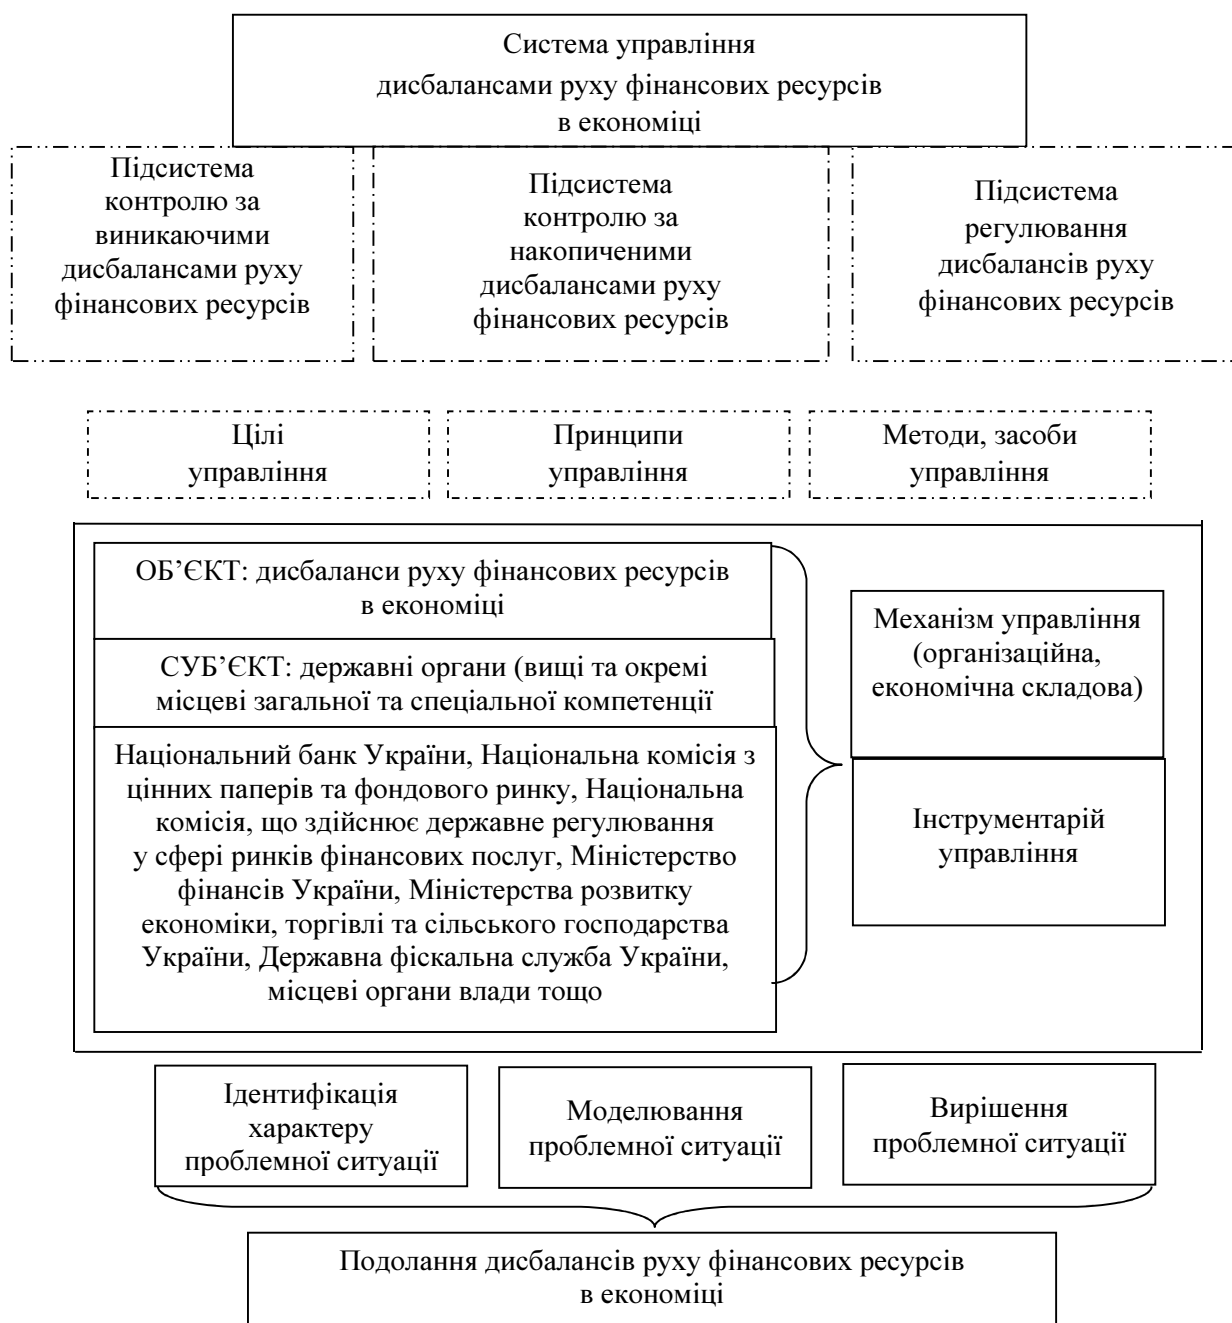 Система управління
дисбалансами руху фінансових ресурсів
в економіці
Підсистема
контролю за
виникаючими
дисбалансами руху
фінансових ресурсів
Підсистема
контролю за
накопиченими
дисбалансами руху
фінансових ресурсів
Підсистема
регулювання
дисбалансів руху
фінансових ресурсів
Цілі
управління
Принципи
управління
Методи, засоби
управління
ОБ’ЄКТ: дисбаланси руху фінансових ресурсів
в економіці
СУБ’ЄКТ: державні органи (вищі та окремі
місцеві загальної та спеціальної компетенції
Національний банк України, Національна комісія з
цінних паперів та фондового ринку, Національна
комісія, що здійснює державне регулювання
у сфері ринків фінансових послуг, Міністерство
фінансів України, Міністерства розвитку
економіки, торгівлі та сільського господарства
України, Державна фіскальна служба України,
місцеві органи влади тощо
Механізм управління
(організаційна,
економічна складова)
Інструментарій
управління
Ідентифікація
характеру
проблемної ситуації
Моделювання
проблемної ситуації
Вирішення
проблемної ситуації
Подолання дисбалансів руху фінансових ресурсів
в економіці